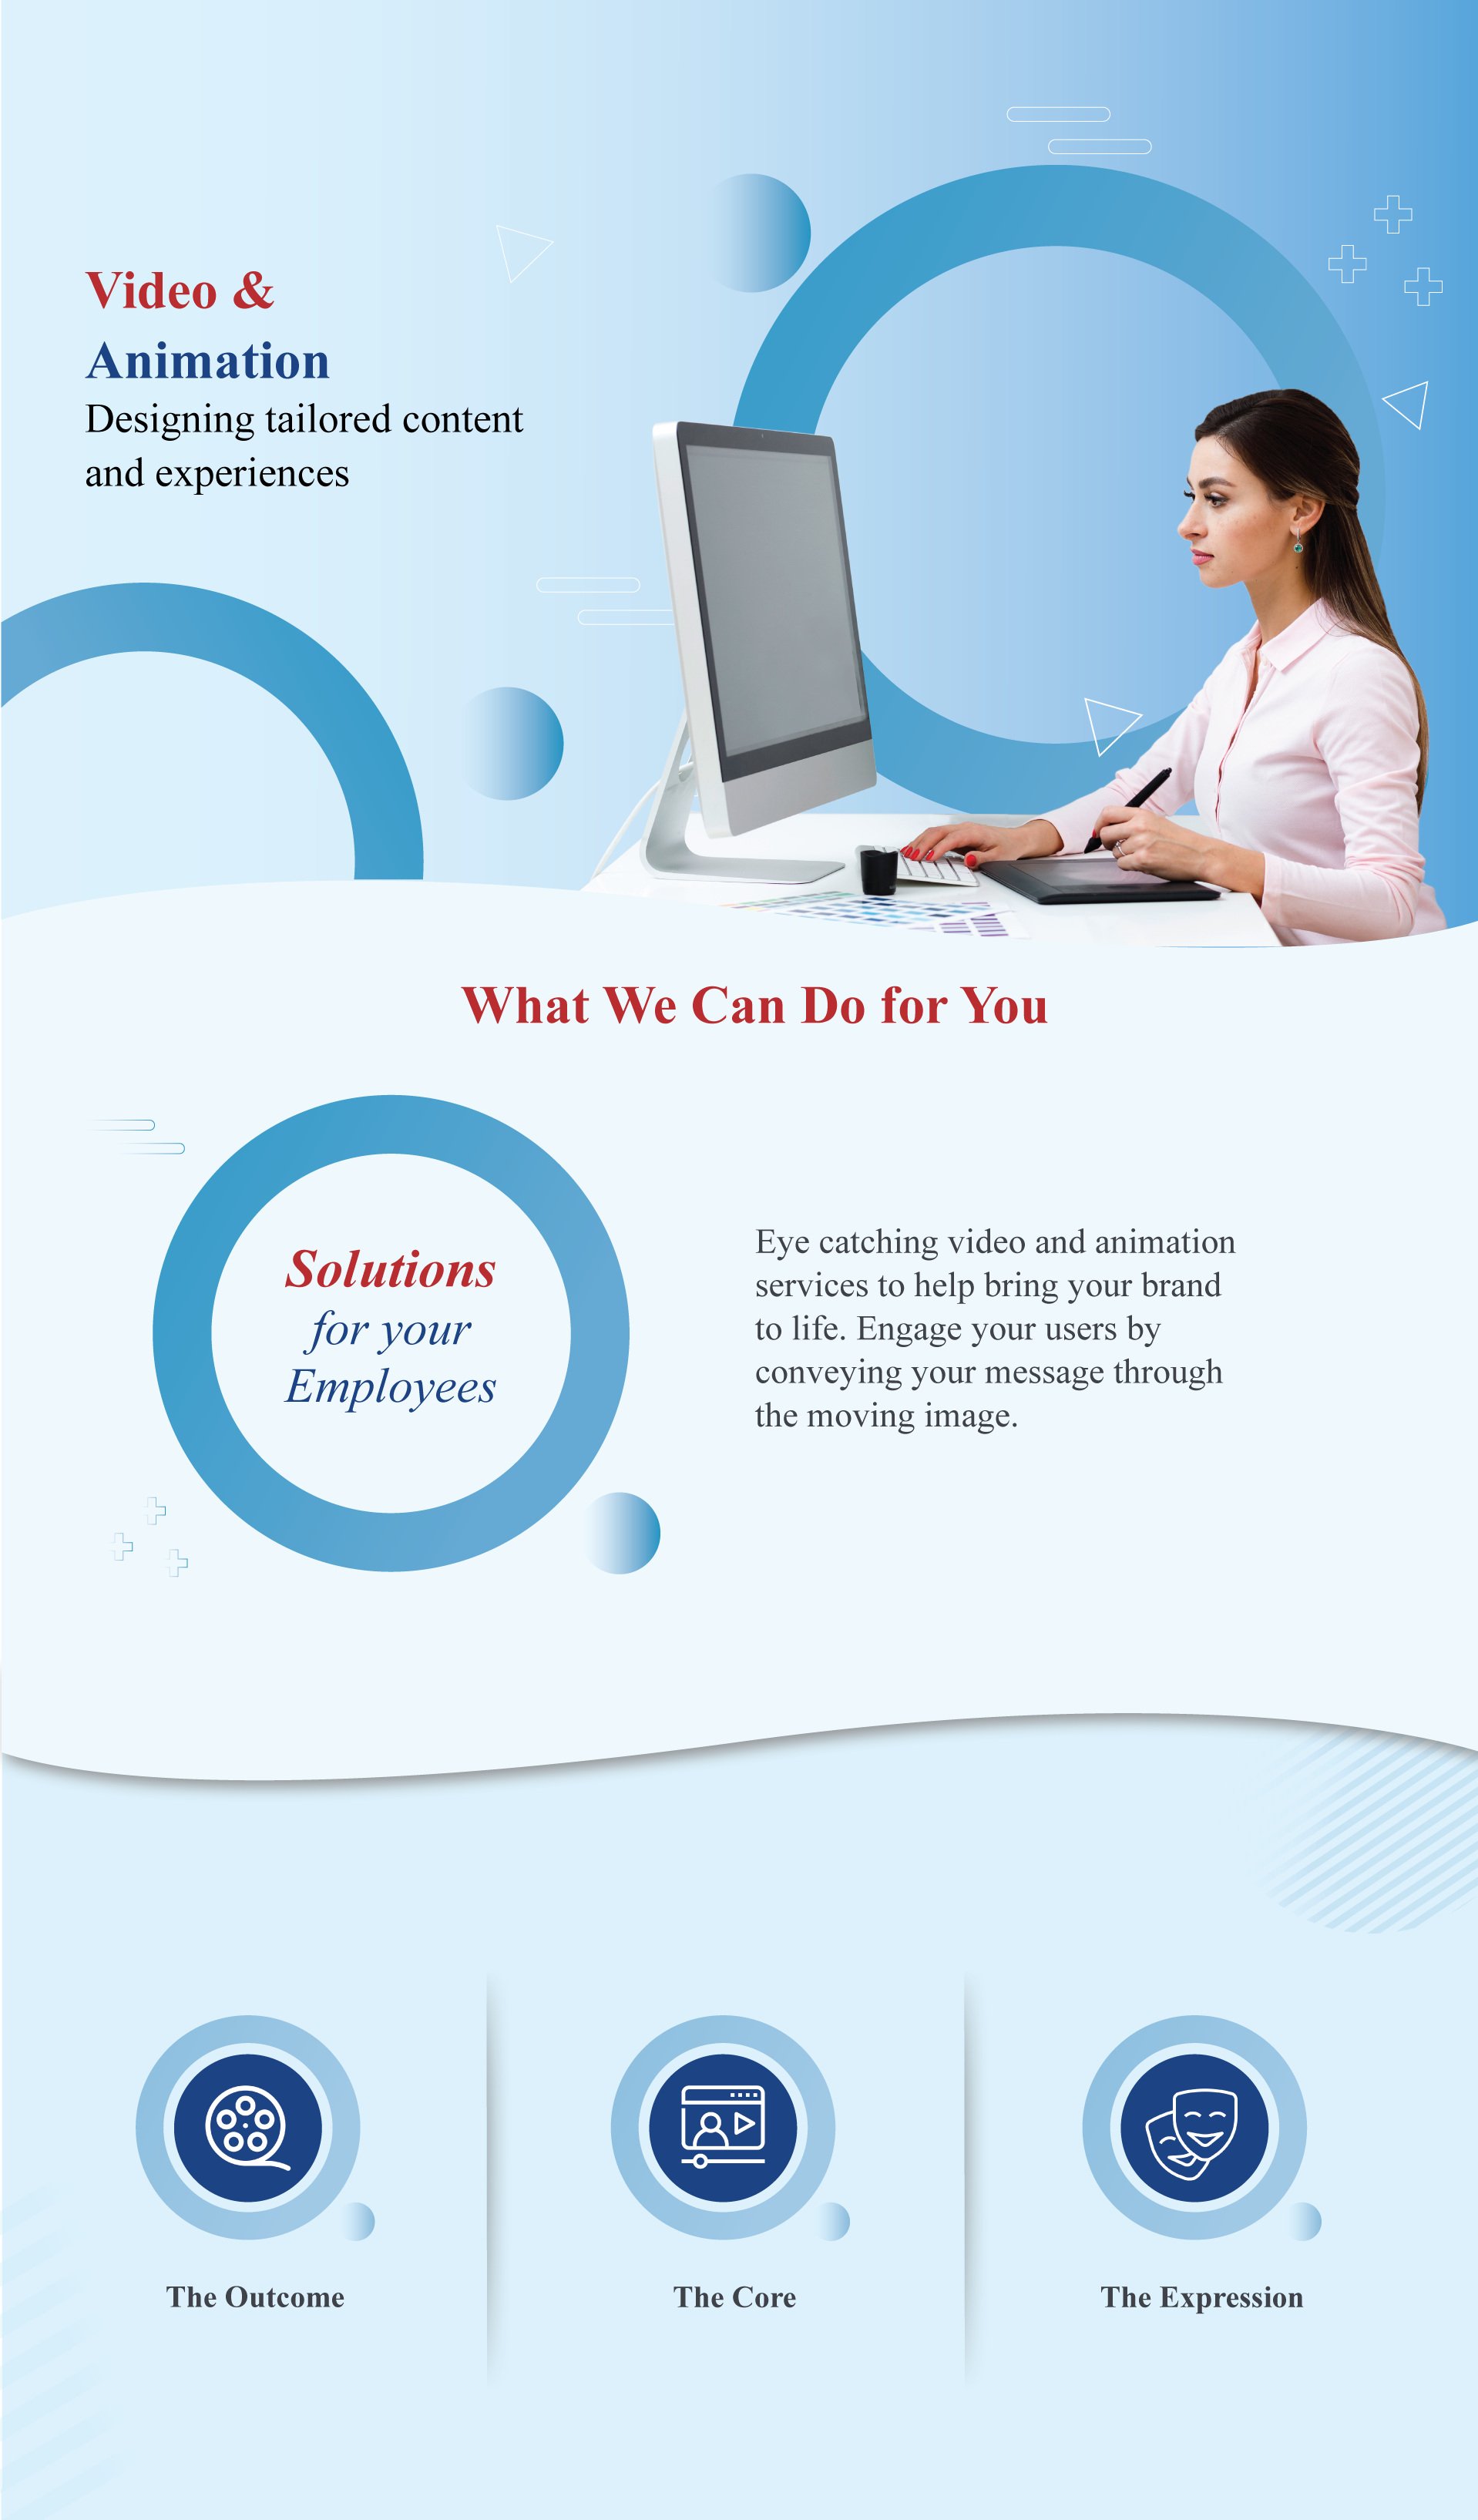 Video &
Animation
Designing tailored content
and experiences
What We Can Do for You
Solutions
for your
Employees
Eye catching video and animation
services to help bring your brand
to life. Engage your users by
conveying your message through
the moving image.
The Outcome
The Core
The Expression